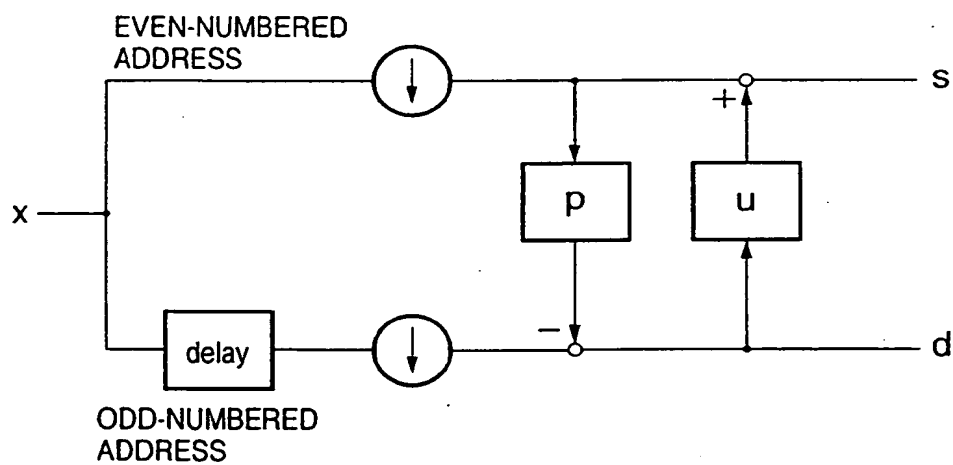 EVEN-NUMBERED
ADDRESS
s
+
p
u
x
−
d
delay
ODD-NUMBERED
ADDRESS